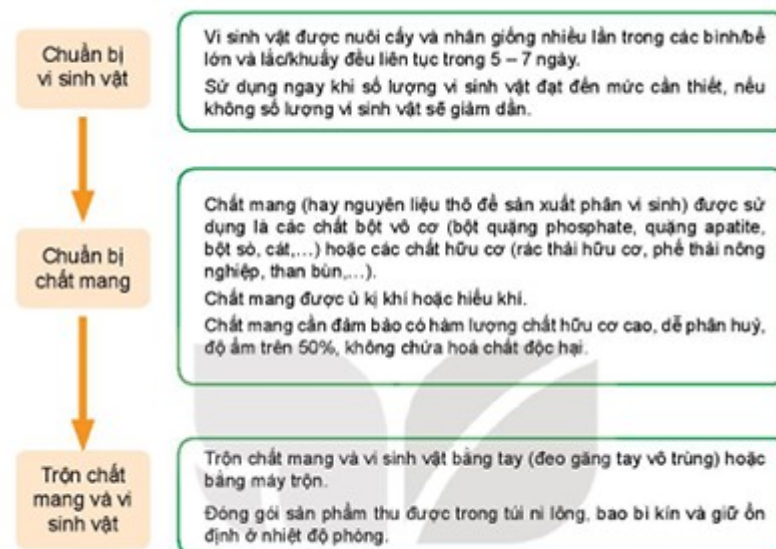 Chuẩn bị
vi sinh vật
Vi sinh vật được nuôi cấy và nhân giống nhiều lần trong các bình/bể
lớn và lắc/khuấy đều liên tục trong 5 – 7 ngày.
Sử dụng ngay khi số lượng vi sinh vật đạt đến mức cần thiết, nếu
không số lượng vi sinh vật sẽ giảm dần.
Chuẩn bị
chất mang
Chất mang (hay nguyên liệu thô để sản xuất phân vi sinh) được sử
dụng là các chất bột vô cơ (bột quặng phosphate, quặng apatite,
bột sò, cát,...) hoặc các chất hữu cơ (rác thải hữu cơ, phế thải nông
nghiệp, than bùn,...).
Chất mang được ủ kị khí hoặc hiếu khí.
Chất mang cần đảm bảo có hàm lượng chất hữu cơ cao, dễ phân huỷ,
độ ẩm trên 50%, không chứa hoá chất độc hại.
Trộn chất
mang và vi
sinh vật
Trộn chất mang và vi sinh vật bằng tay (đeo găng tay vô trùng) hoặc
bằng máy trộn.
Đóng gói sản phẩm thu được trong túi ni lông, bao bì kín và giữ ổn
định ở nhiệt độ phòng.